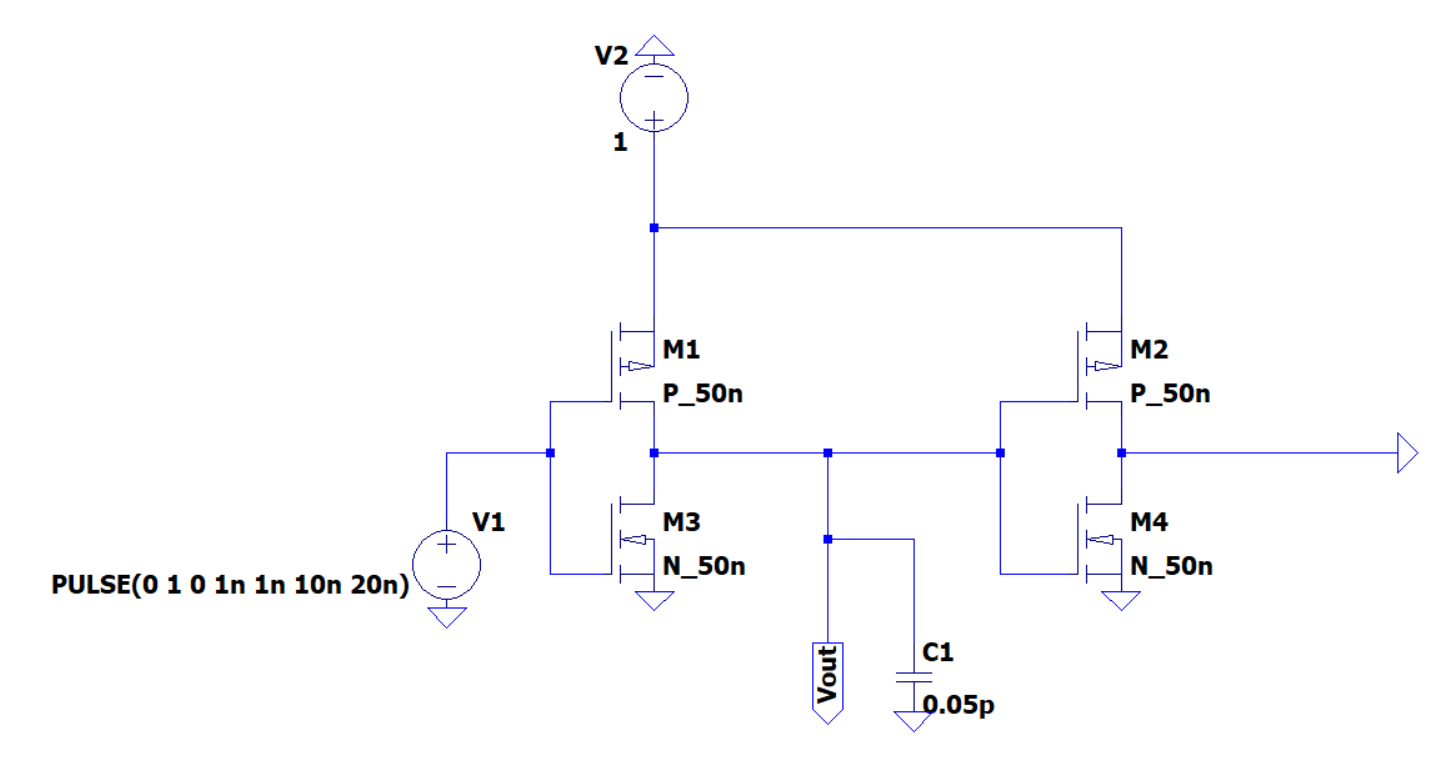 V2
1
M1
P_50n
M2
P_50n
V1
PULSE(0 1 0 1n 1n 10n 20n)
M3
N_50n
M4
N_50n
Vout
C1
0.05p